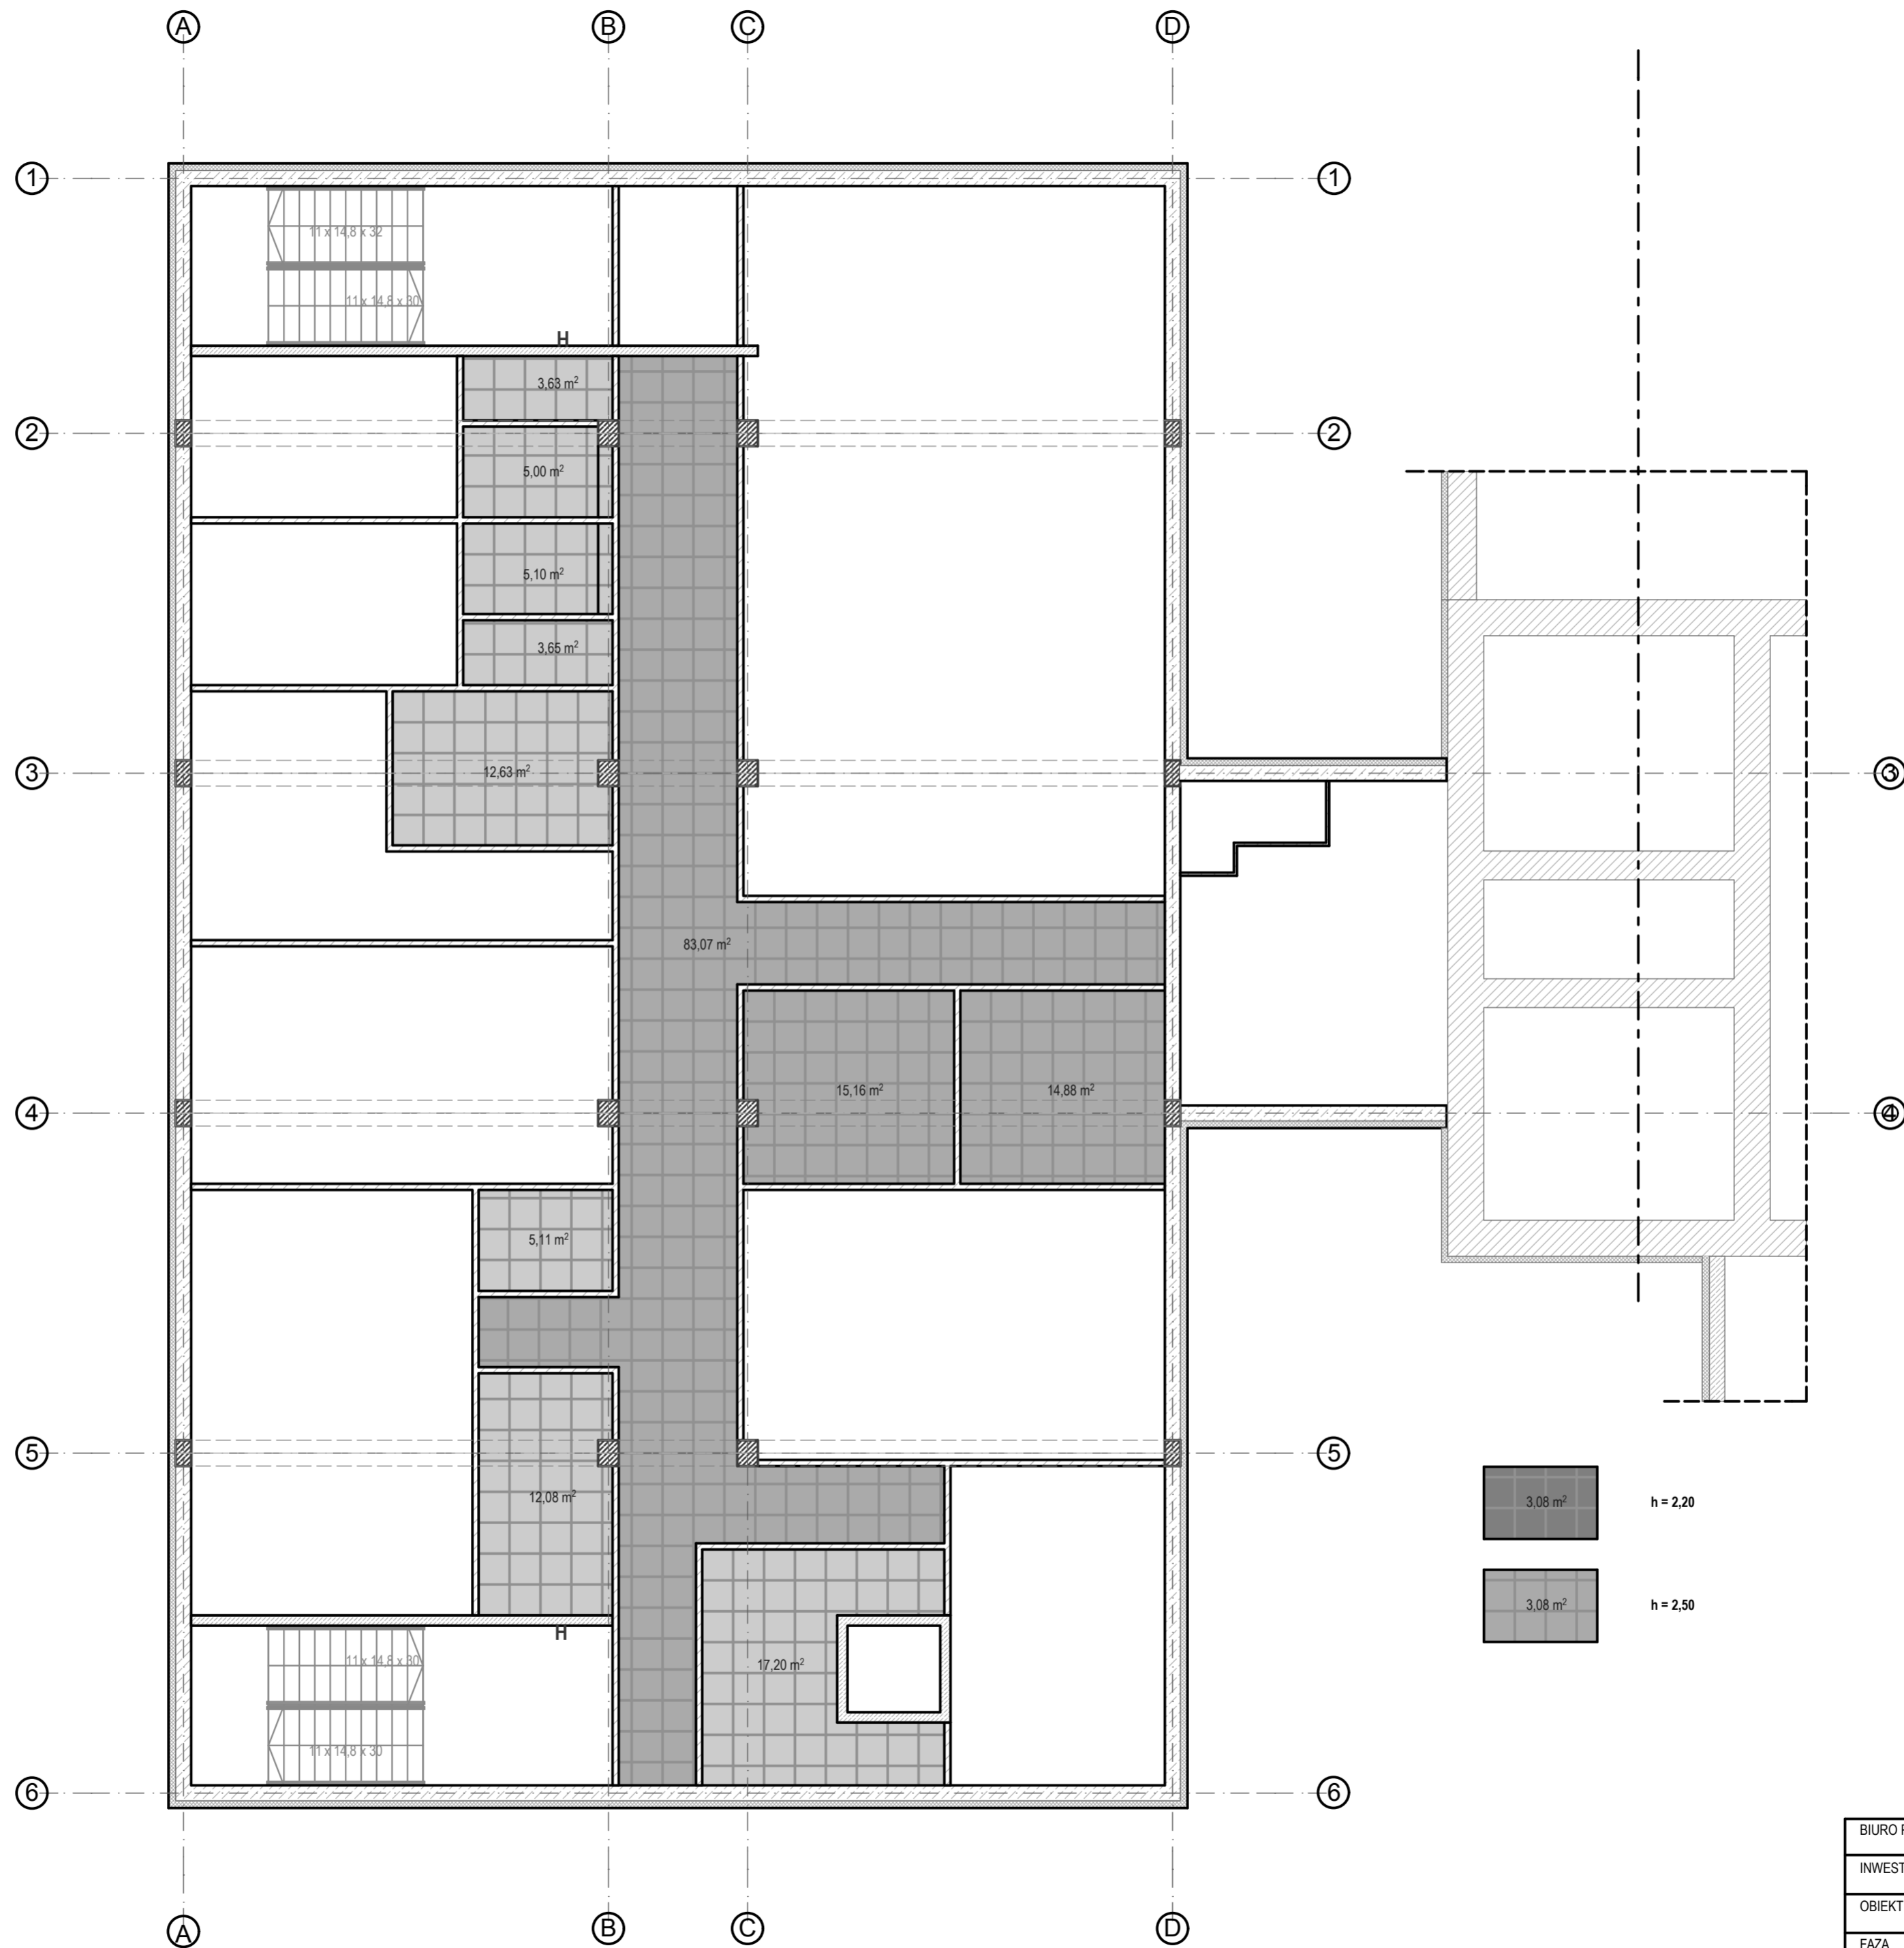 A B C D
1 1
11 x 14,8 x 32
11 x 14,8 x 30
H
3,63 m²
2 2
5,00 m²
5,10 m²
3,65 m²
3 12,63 m² 3
83,07 m²
15,16 m² 14,88 m²
4 4
5,11 m²
5 5
12,08 m² 3,08 m² h = 2,20
3,08 m² h = 2,50
H
11 x 14,8 x 30
17,20 m²
11 x 14,8 x 30
6 6
BIURO
INWEST
OBIEKT
FAZA
A B C D